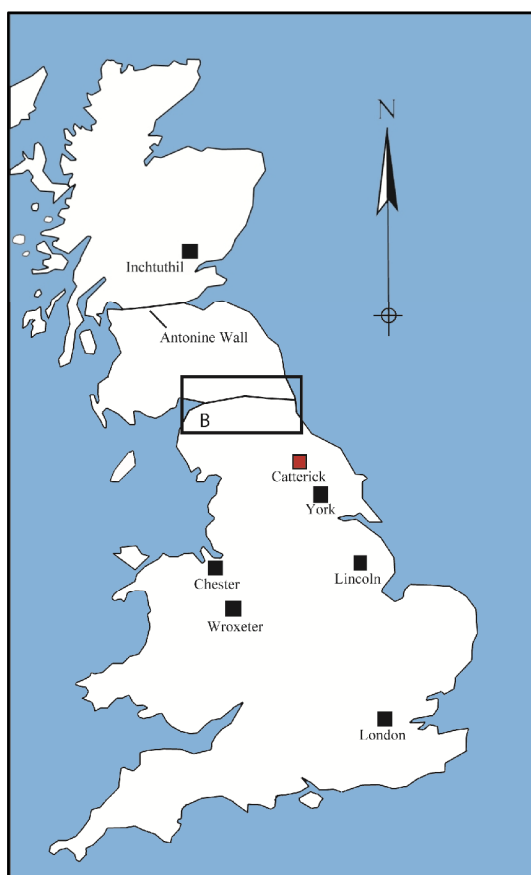 N
Inchtuthil
Antonine Wall
B
Catterick
York
Chester
Lincoln
Wroxeter
London